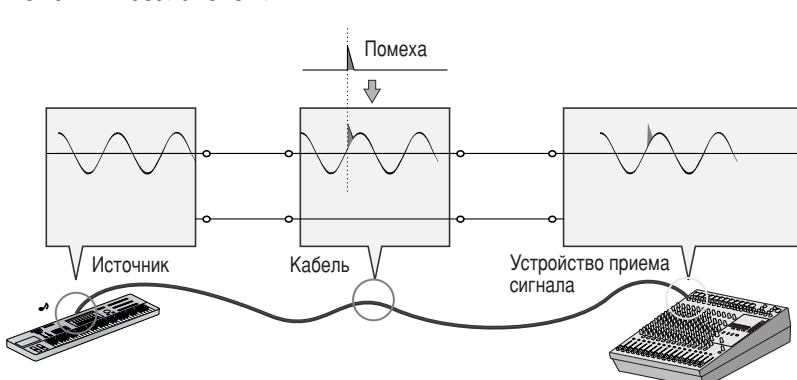 Помеха
Источник
Кабель
Устройство приема
сигнала